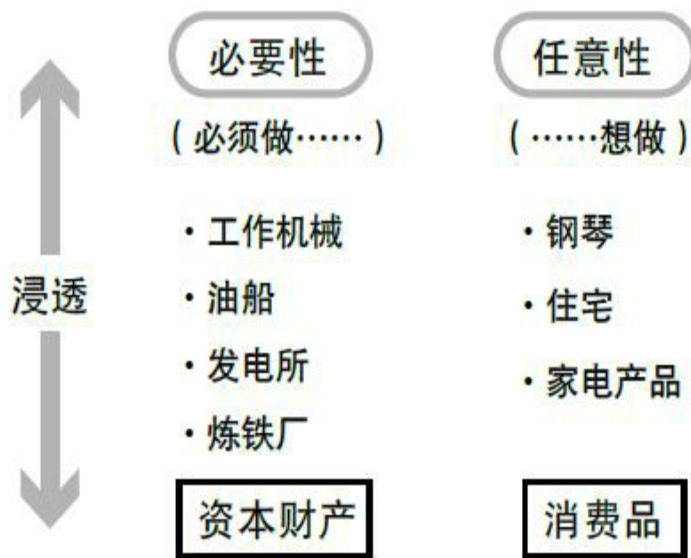 必要性
(必须做……)
·工作机械
·油船
·发电所
·炼铁厂
资本财产
任意性
(……想做)
·钢琴
·住宅
·家电产品
消费品
浸透